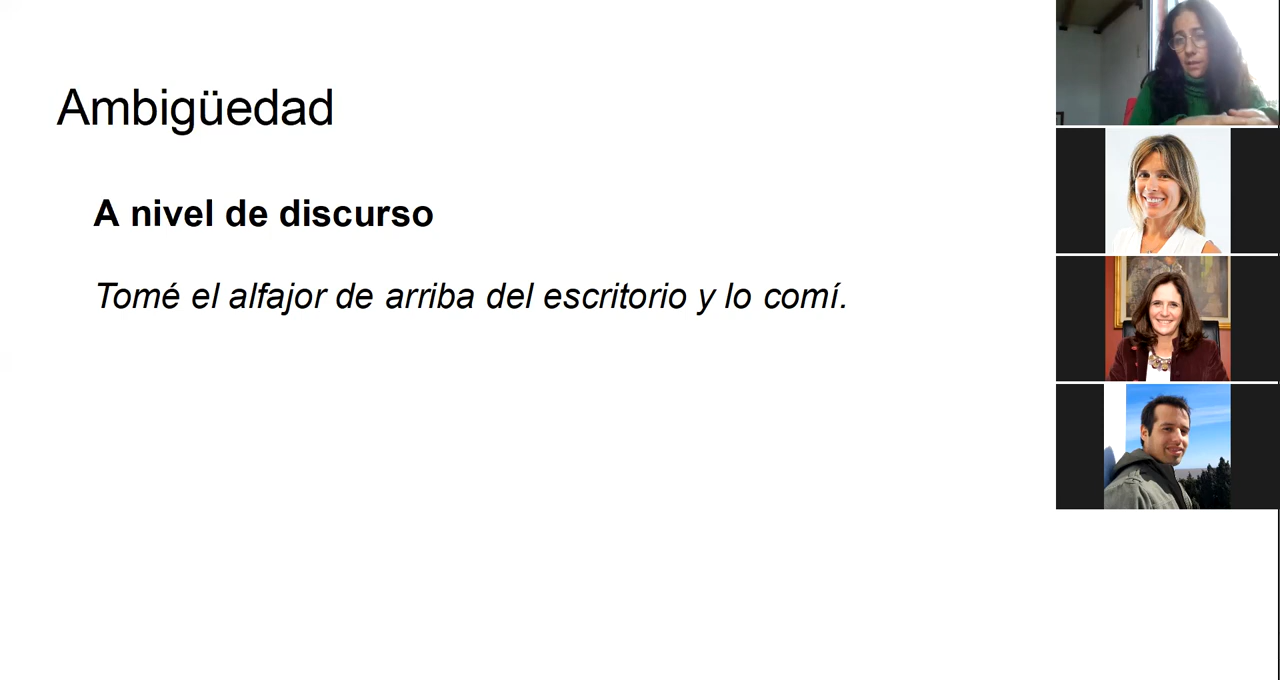 Ambigüedad
A nivel de discurso
Tomé el alfajor de arriba del escritorio y lo comí.